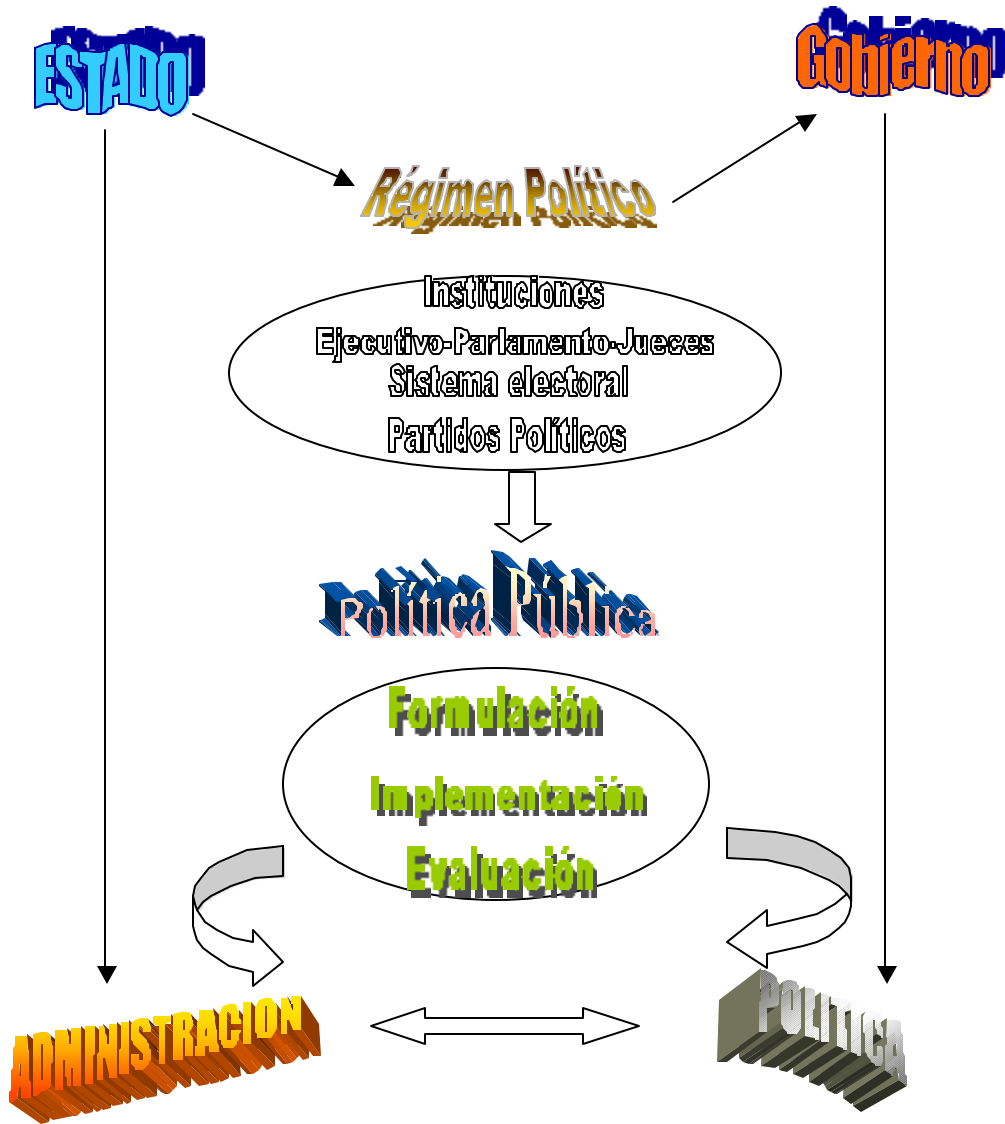 ESTADO
Gobierno
Régimen Político
Instituciones
Ejecutivo-Parlamento-Jueces
Sistema electoral
Partidos Políticos
Política Pública
Formulación
Implementación
Evaluación
ADMINISTRACION
POLITICA